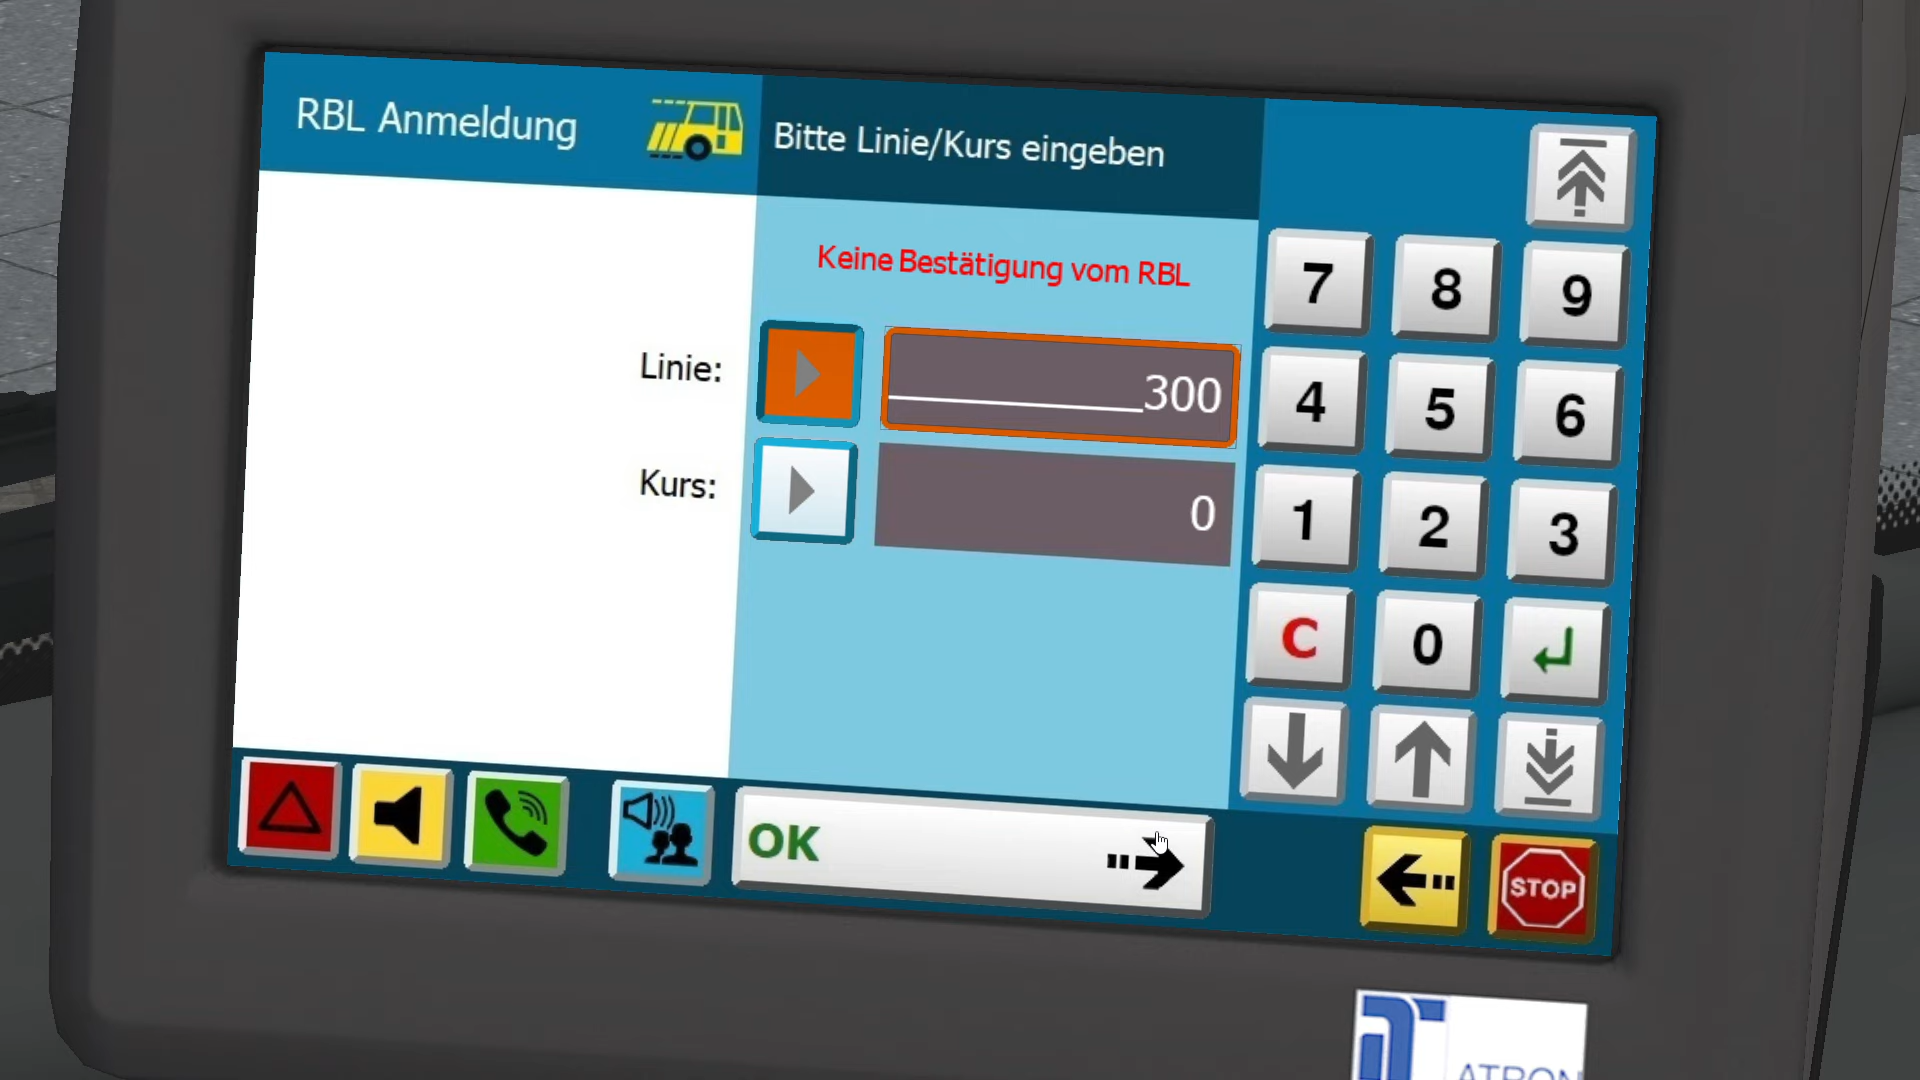 RBL Anmeldung
Bitte Linie/Kurs eingeben
Keine Bestätigung vom RBL
Linie:
300
Kurs:
0
7 8 9
4 5 6
1 2 3
C 0
OK
STOP
ATRON